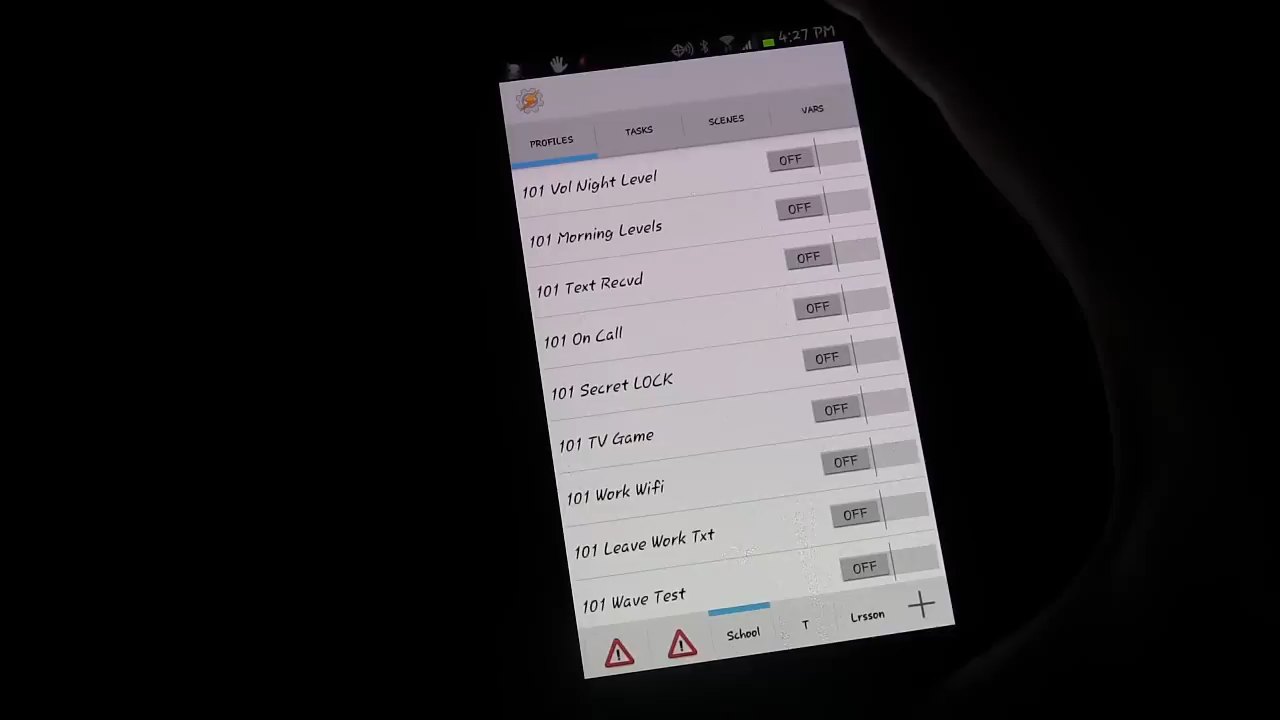 4:27 PM
PROFILES TASKS SCENES VARS
101 Vol Night Level OFF
101 Morning Levels OFF
101 Text Recvd OFF
101 On Call OFF
101 Secret LOCK OFF
101 TV Game OFF
101 Work Wifi OFF
101 Leave Work Txt OFF
101 Wave Test OFF
School T Lrsson